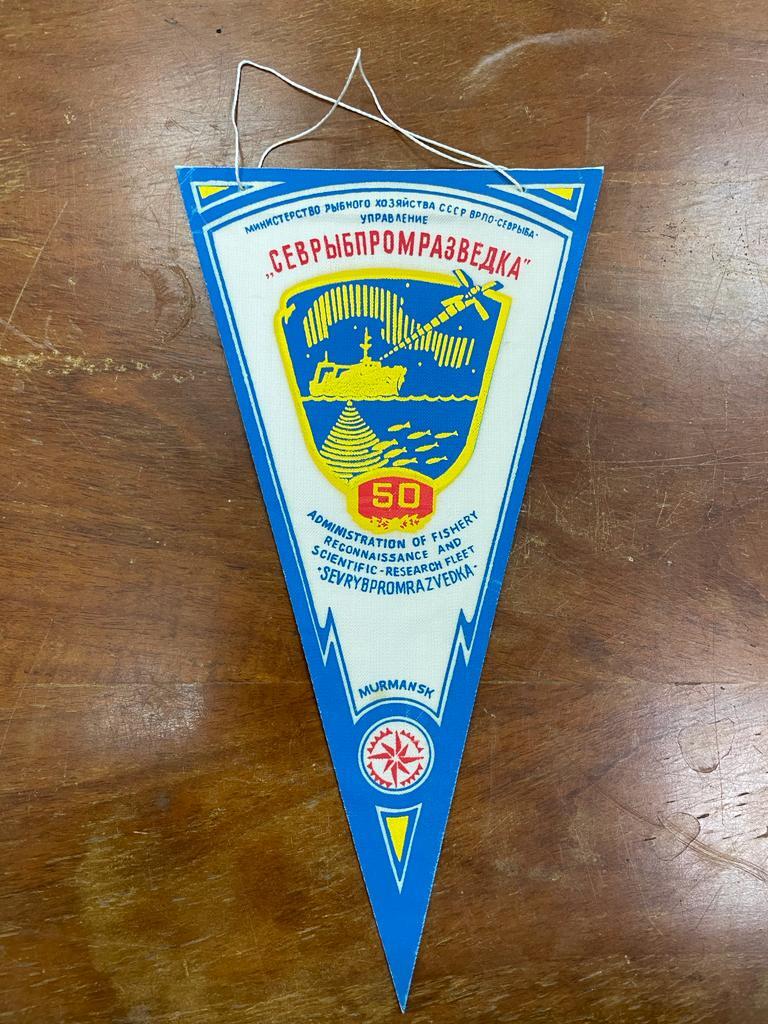 МИНИСТЕРСТВО РЫБНОГО ХОЗЯЙСТВА СССР ВРПО-СЕВРЫБА·
УПРАВЛЕНИЕ
„СЕВРЫБПРОМРАЗВЕДКА"
50
ADMINISTRATION OF FISHERY
RECONNAISSANCE AND
SCIENTIFIC-RESEARCH FLEET
·SEVRYBPROMRAZVEDKA·
MURMANSK